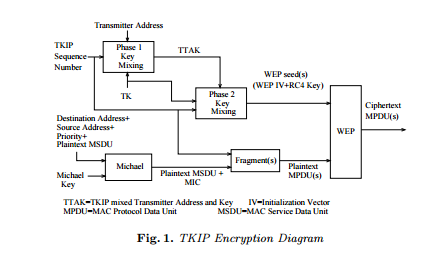 Transmitter Address
TKIP
Sequence
Number
Phase 1
Key
Mixing
TTAK
TK
Phase 2
Key
Mixing
WEP seed(s)
(WEP IV+RC4 Key)
WEP
Ciphertext
MPDU(s)
Destination Address+
Source Address+
Priority+
Plaintext MSDU
Michael
Key
Michael
Plaintext MSDU +
MIC
Fragment(s)
Plaintext
MPDU(s)
TTAK=TKIP mixed Transmitter Address and Key IV=Initialization Vector
MPDU=MAC Protocol Data Unit MSDU=MAC Service Data Unit
Fig. 1. TKIP Encryption Diagram